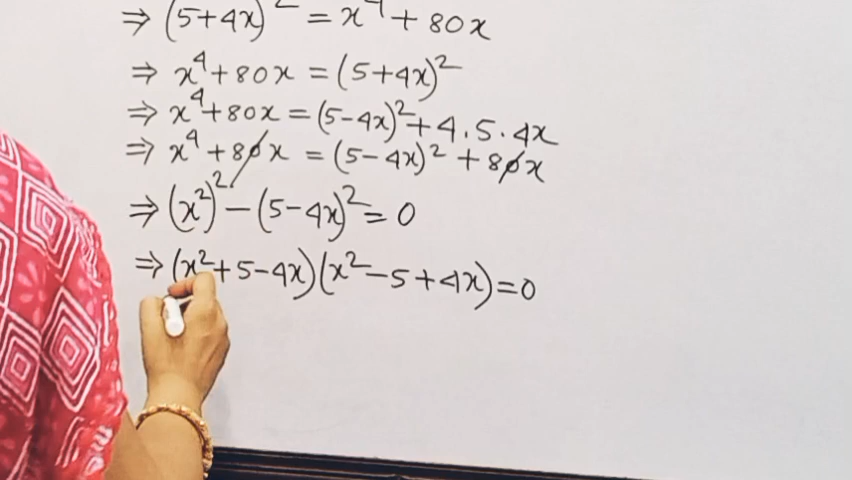 ⇒ (5+4x)² = x⁴ + 80x
⇒ x⁴+80x = (5+4x)²
⇒ x⁴+80x = (5-4x)²+4.5.4x
⇒ x⁴+80x = (5-4x)²+80x
⇒ (x²)² - (5-4x)² = 0
⇒ (x²+5-4x)(x²-5+4x)=0